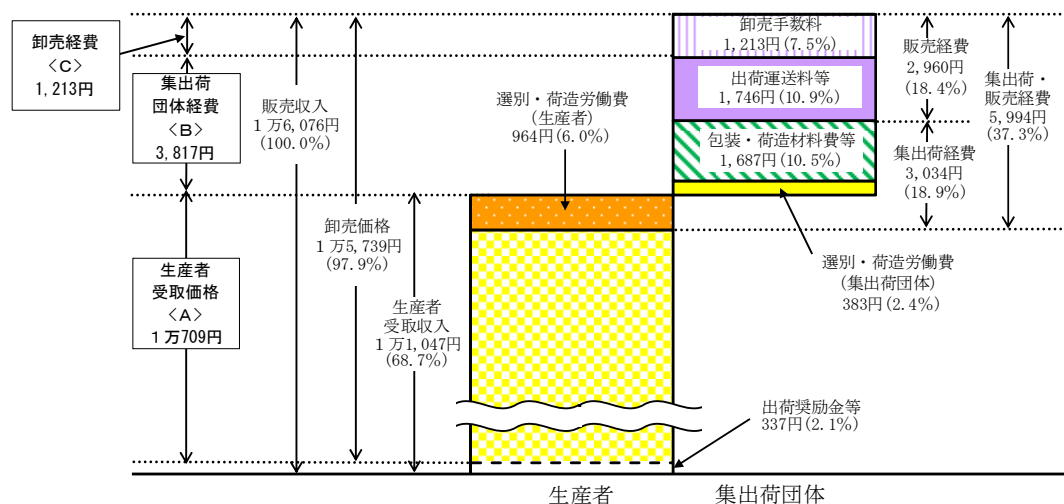 卸売経費
〈C〉
1,213円
集出荷
団体経費
〈B〉
3,817円
生産者
受取価格
〈A〉
1万709円
販売収入
1万6,076円
(100.0%)
卸売価格
1万5,739円
(97.9%)
生産者
受取収入
1万1,047円
(68.7%)
選別・荷造労働費
(生産者)
964円(6.0%)
卸売手数料
1,213円(7.5%)
出荷運送料等
1,746円(10.9%)
包装・荷造材料費等
1,687円(10.5%)
販売経費
2,960円
(18.4%)
集出荷経費
3,034円
(18.9%)
集出荷・
販売経費
5,994円
(37.3%)
選別・荷造労働費
(集出荷団体)
383円(2.4%)
出荷奨励金等
337円(2.1%)
生産者
集出荷団体